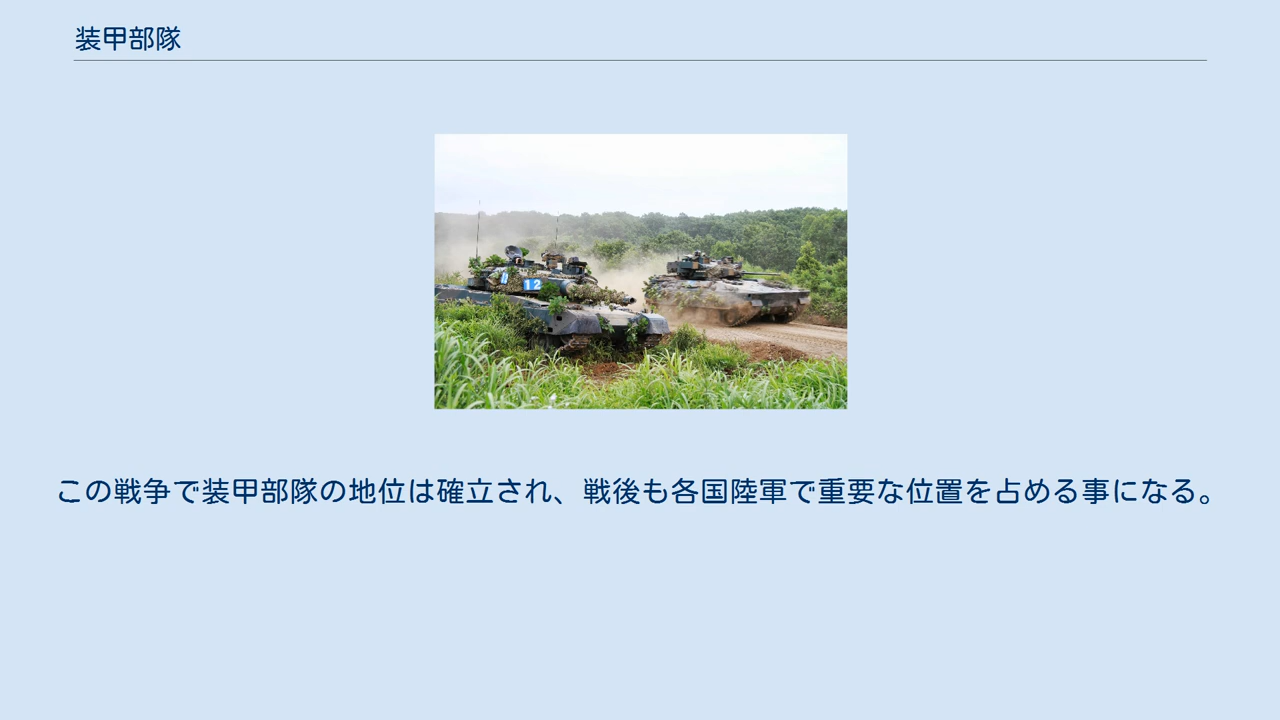 装甲部隊
12
この戦争で装甲部隊の地位は確立され、戦後も各国陸軍で重要な位置を占める事になる。